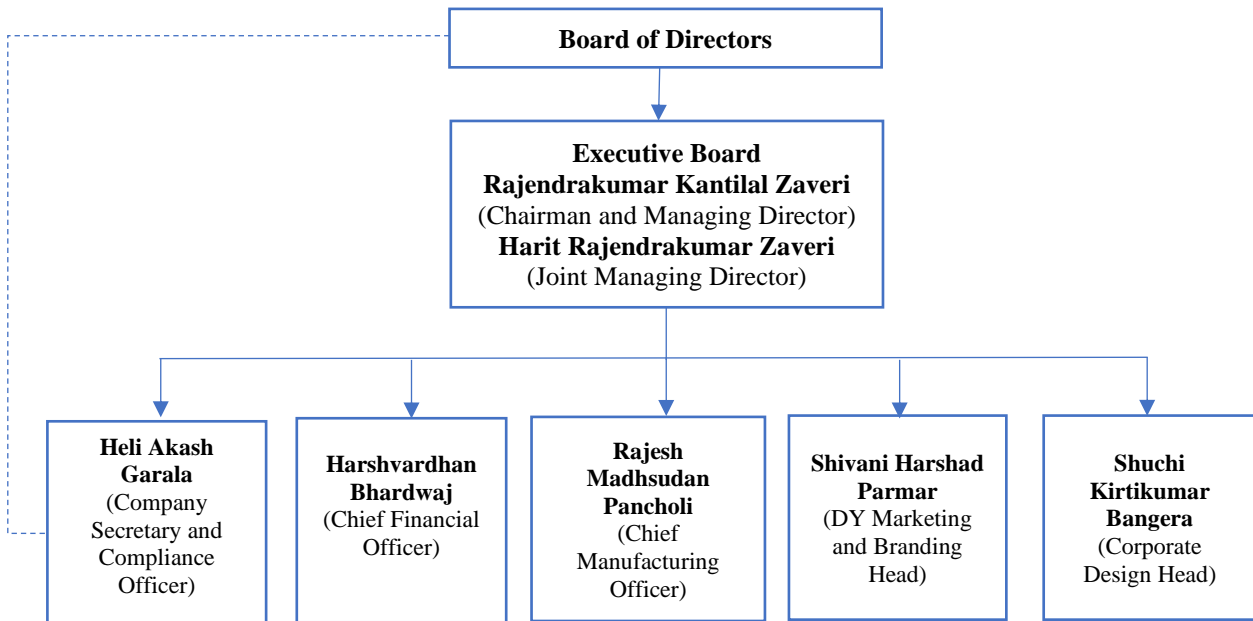 Board of Directors
Executive Board
Rajendrakumar Kantilal Zaveri
(Chairman and Managing Director)
Harit Rajendrakumar Zaveri
(Joint Managing Director)
Heli Akash
Garala
(Company
Secretary and
Compliance
Officer)
Harshvardhan
Bhardwaj
(Chief Financial
Officer)
Rajesh
Madhsudan
Pancholi
(Chief
Manufacturing
Officer)
Shivani Harshad
Parmar
(DY Marketing
and Branding
Head)
Shuchi
Kirtikumar
Bangera
(Corporate
Design Head)